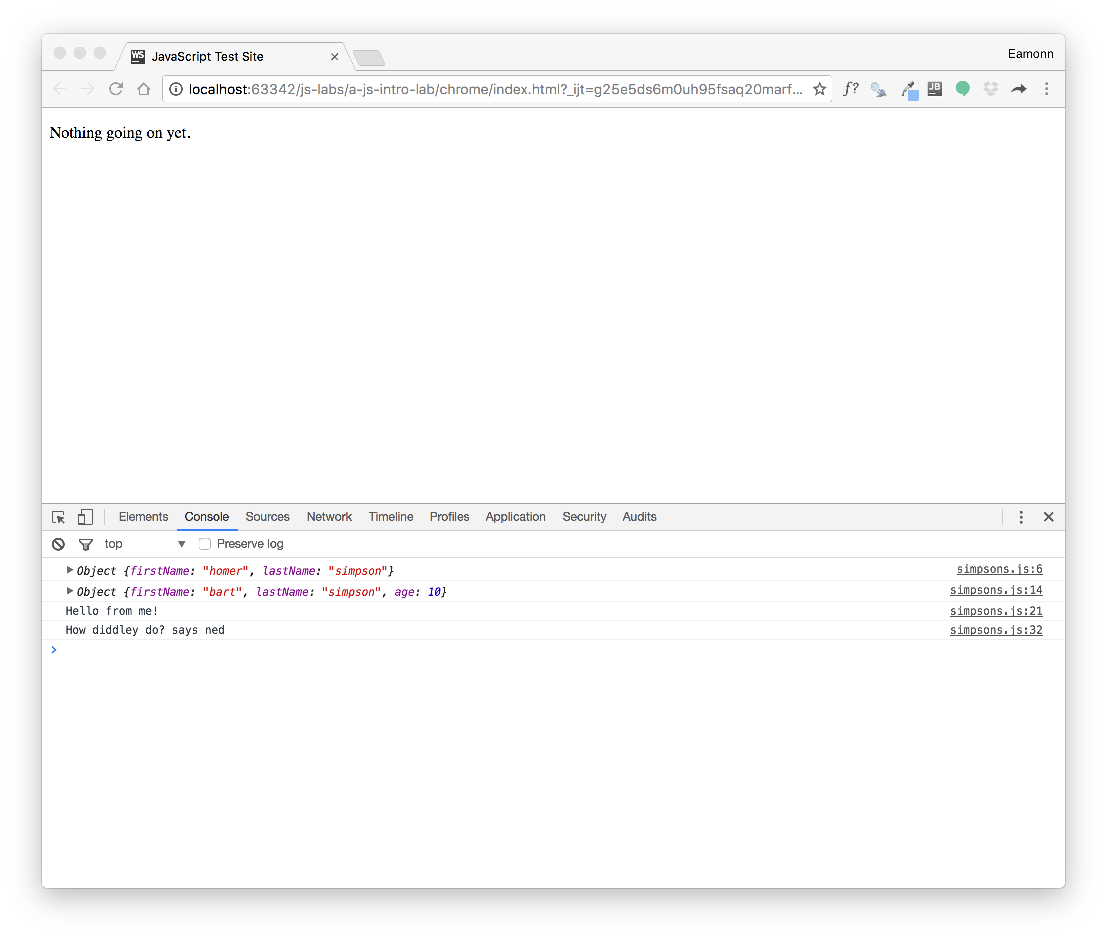 WS JavaScript Test Site
Eamonn
localhost:63342/js-labs/a-js-intro-lab/chrome/index.html?_ijt=g25e5ds6m0uh95fsaq20marf...
f?
JB
Nothing going on yet.
Elements Console Sources Network Timeline Profiles Application Security Audits
top Preserve log
Object {firstName: "homer", lastName: "simpson"} simpsons.js:6
Object {firstName: "bart", lastName: "simpson", age: 10} simpsons.js:14
Hello from me! simpsons.js:21
How diddley do? says ned simpsons.js:32